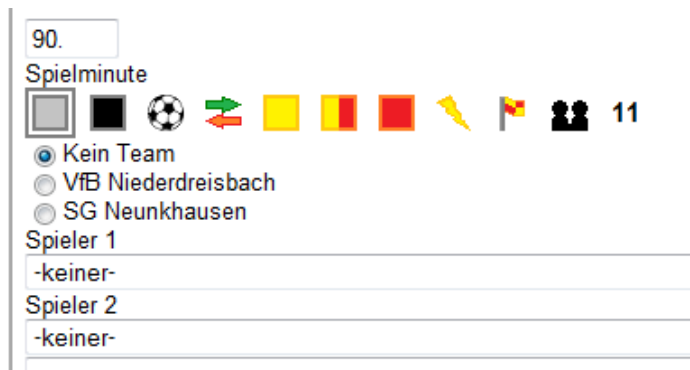 90.
Spielminute
11
Kein Team
VfB Niederdreisbach
SG Neunkhausen
Spieler 1
-keiner-
Spieler 2
-keiner-